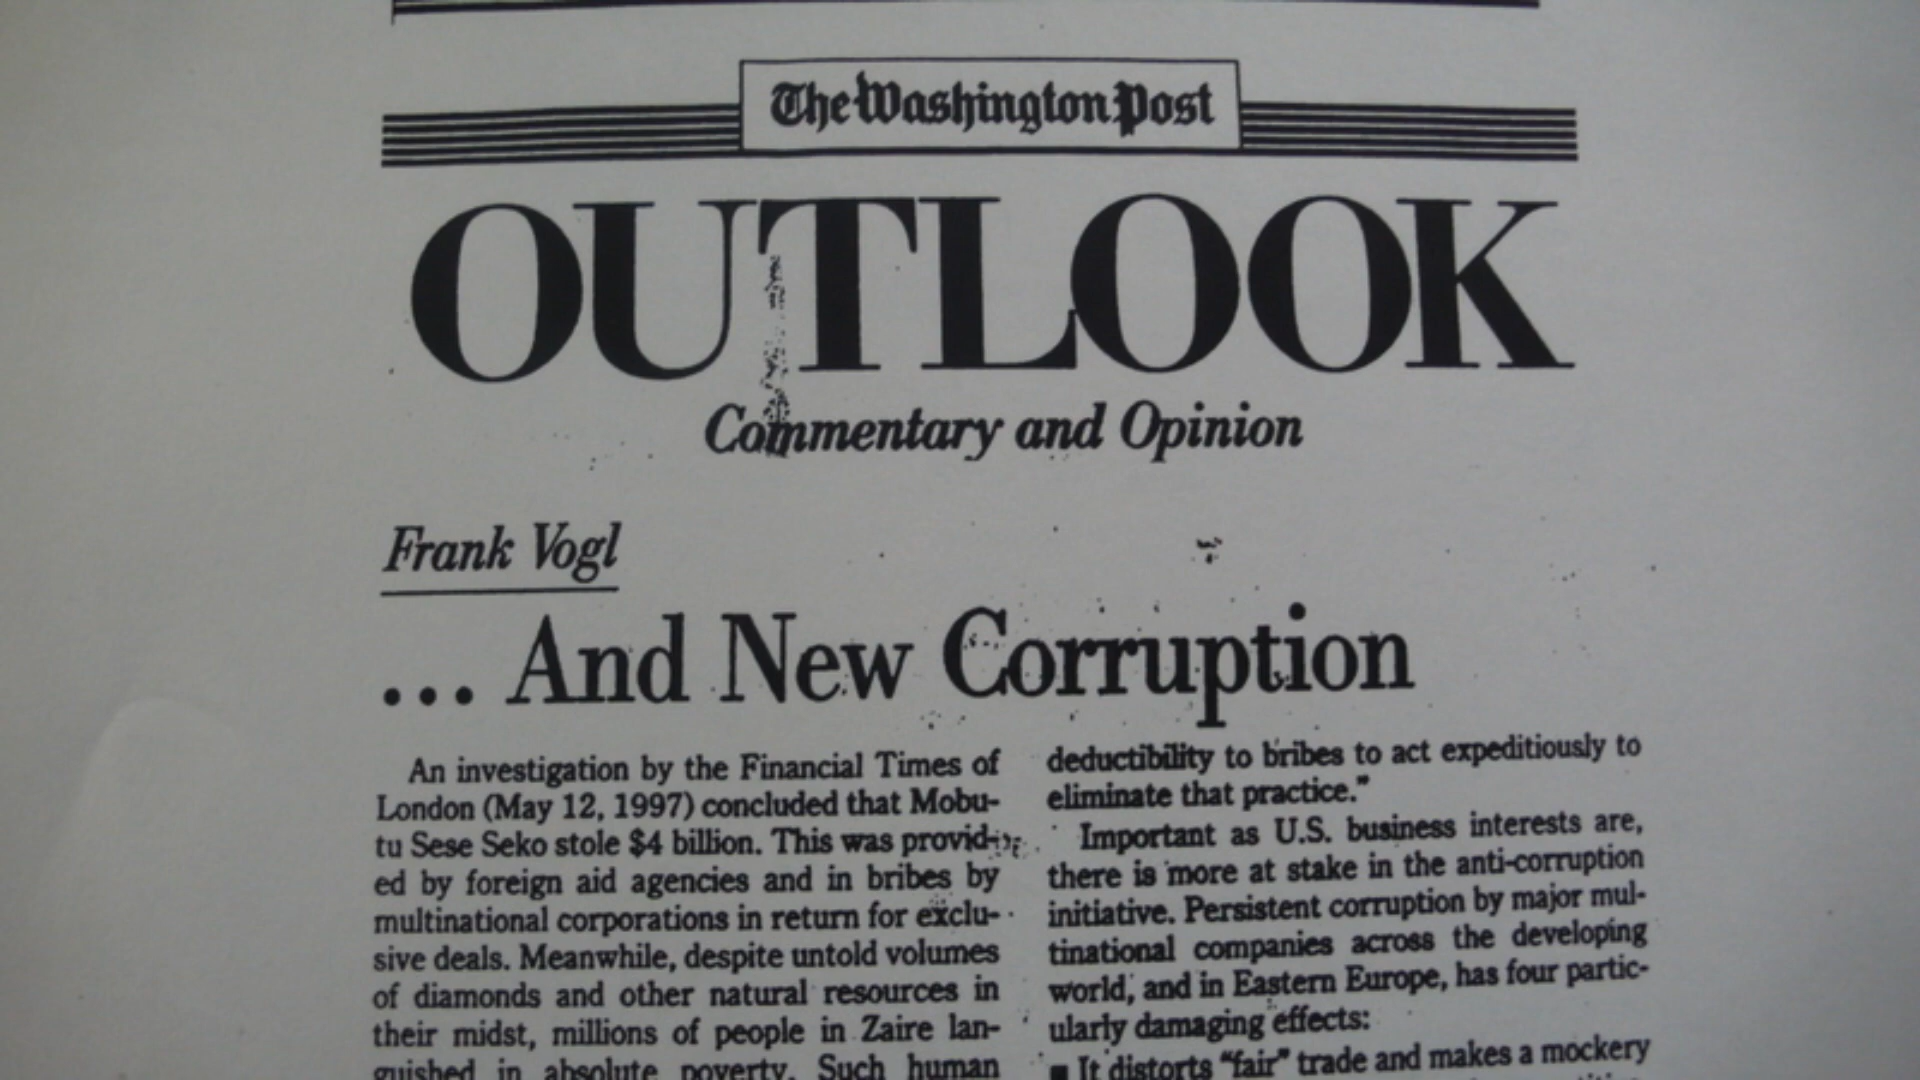 The Washington Post
OUTLOOK
Commentary and Opinion
Frank Vogl
... And New Corruption
An investigation by the Financial Times of
London (May 12, 1997) concluded that Mobu-
tu Sese Seko stole $4 billion. This was provid-
ed by foreign aid agencies and in bribes by
multinational corporations in return for exclu-
sive deals. Meanwhile, despite untold volumes
of diamonds and other natural resources in
their midst, millions of people in Zaire lan-
guished in absolute poverty. Such human
deductibility to bribes to act expeditiously to
eliminate that practice."
Important as U.S. business interests are,
there is more at stake in the anti-corruption
initiative. Persistent corruption by major mul-
tinational companies across the developing
world, and in Eastern Europe, has four partic-
ularly damaging effects:
■ It distorts "fair" trade and makes a mockery